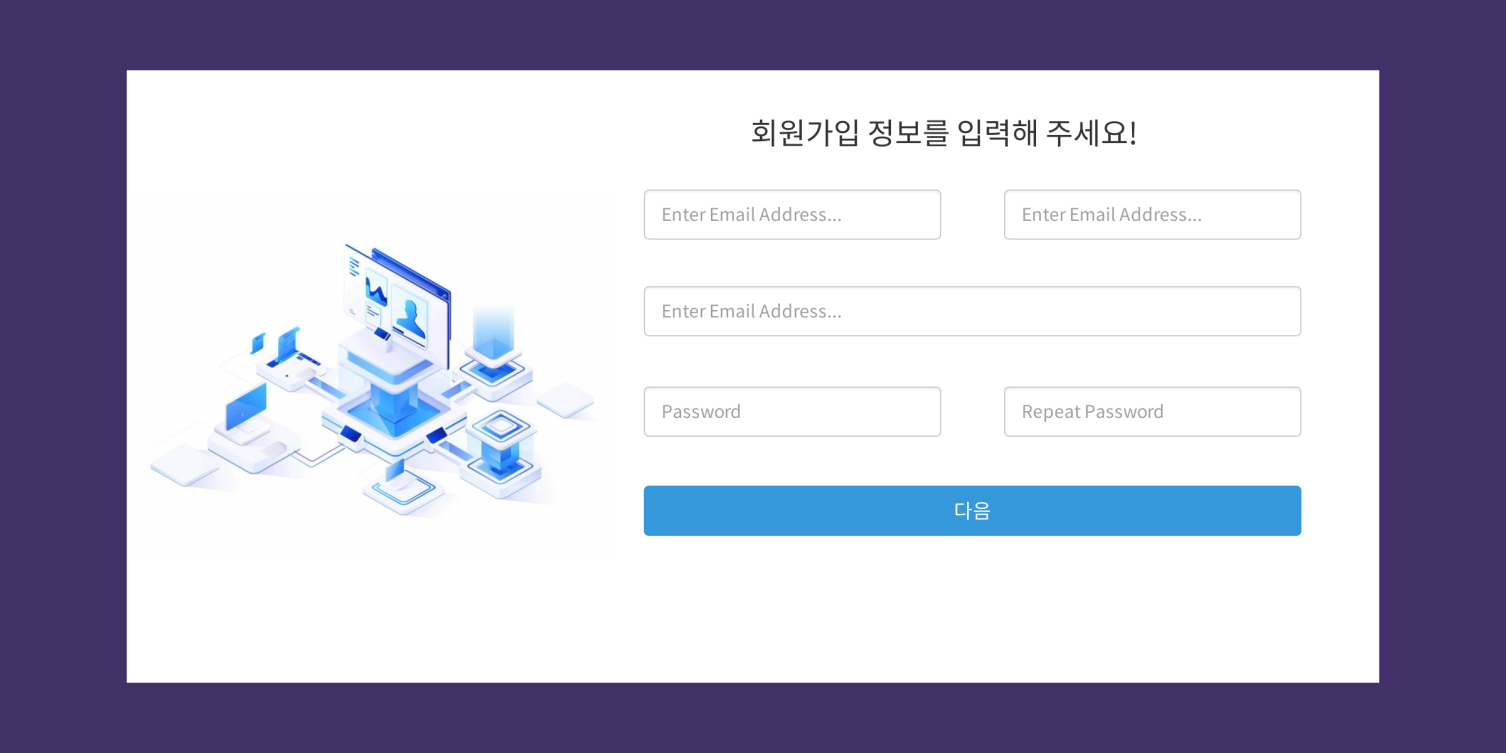 회원가입 정보를 입력해 주세요!
Enter Email Address... Enter Email Address...
Enter Email Address...
Password Repeat Password
다음